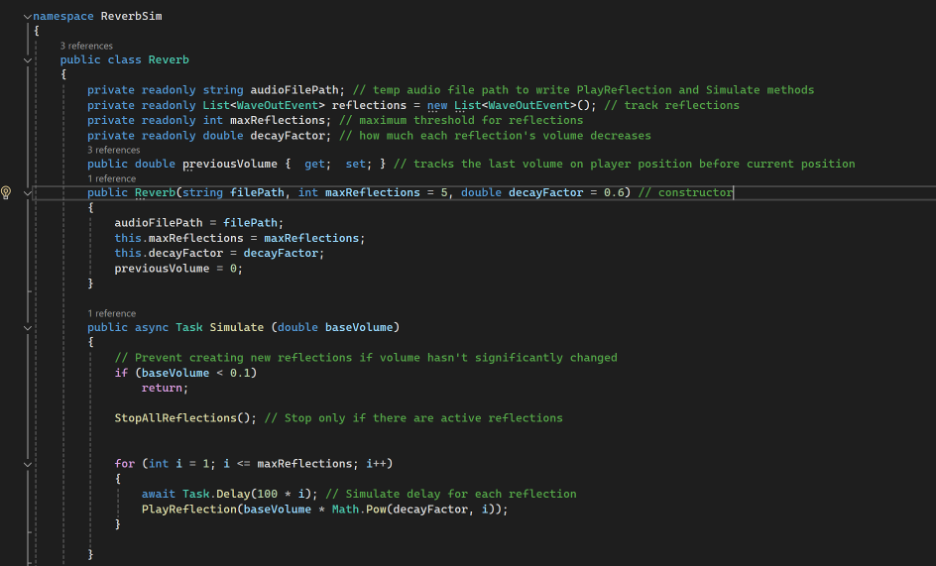 namespace ReverbSim
{
3 references
public class Reverb
{
private readonly string audioFilePath; // temp audio file path to write PlayReflection and Simulate methods
private readonly List<WaveOutEvent> reflections = new List<WaveOutEvent>(); // track reflections
private readonly int maxReflections; // maximum threshold for reflections
private readonly double decayFactor; // how much each reflection's volume decreases
3 references
public double previousVolume { get; set; } // tracks the last volume on player position before current position
1 reference
public Reverb(string filePath, int maxReflections = 5, double decayFactor = 0.6) // constructor
{
audioFilePath = filePath;
this.maxReflections = maxReflections;
this.decayFactor = decayFactor;
previousVolume = 0;
}
1 reference
public async Task Simulate (double baseVolume)
{
// Prevent creating new reflections if volume hasn't significantly changed
if (baseVolume < 0.1)
return;
StopAllReflections(); // Stop only if there are active reflections
for (int i = 1; i <= maxReflections; i++)
{
await Task.Delay(100 * i); // Simulate delay for each reflection
PlayReflection(baseVolume * Math.Pow(decayFactor, i));
}
}